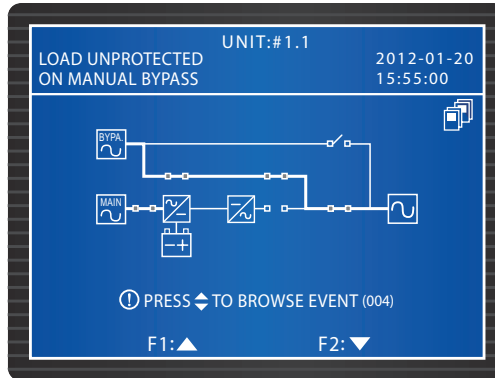 UNIT:#1.1
LOAD UNPROTECTED
ON MANUAL BYPASS
2012-01-20
15:55:00
BYPA.
MAIN
PRESS TO BROWSE EVENT (004)
F1:
F2: